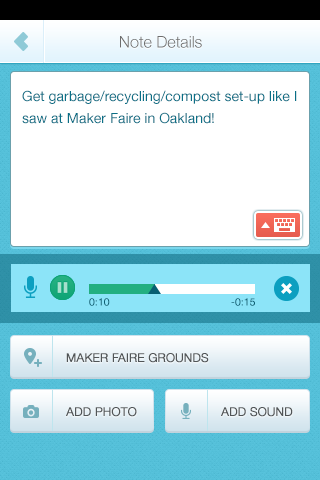 Note Details
Get garbage/recycling/compost set-up like I
saw at Maker Faire in Oakland!
0:10 -0:15
MAKER FAIRE GROUNDS
ADD PHOTO ADD SOUND